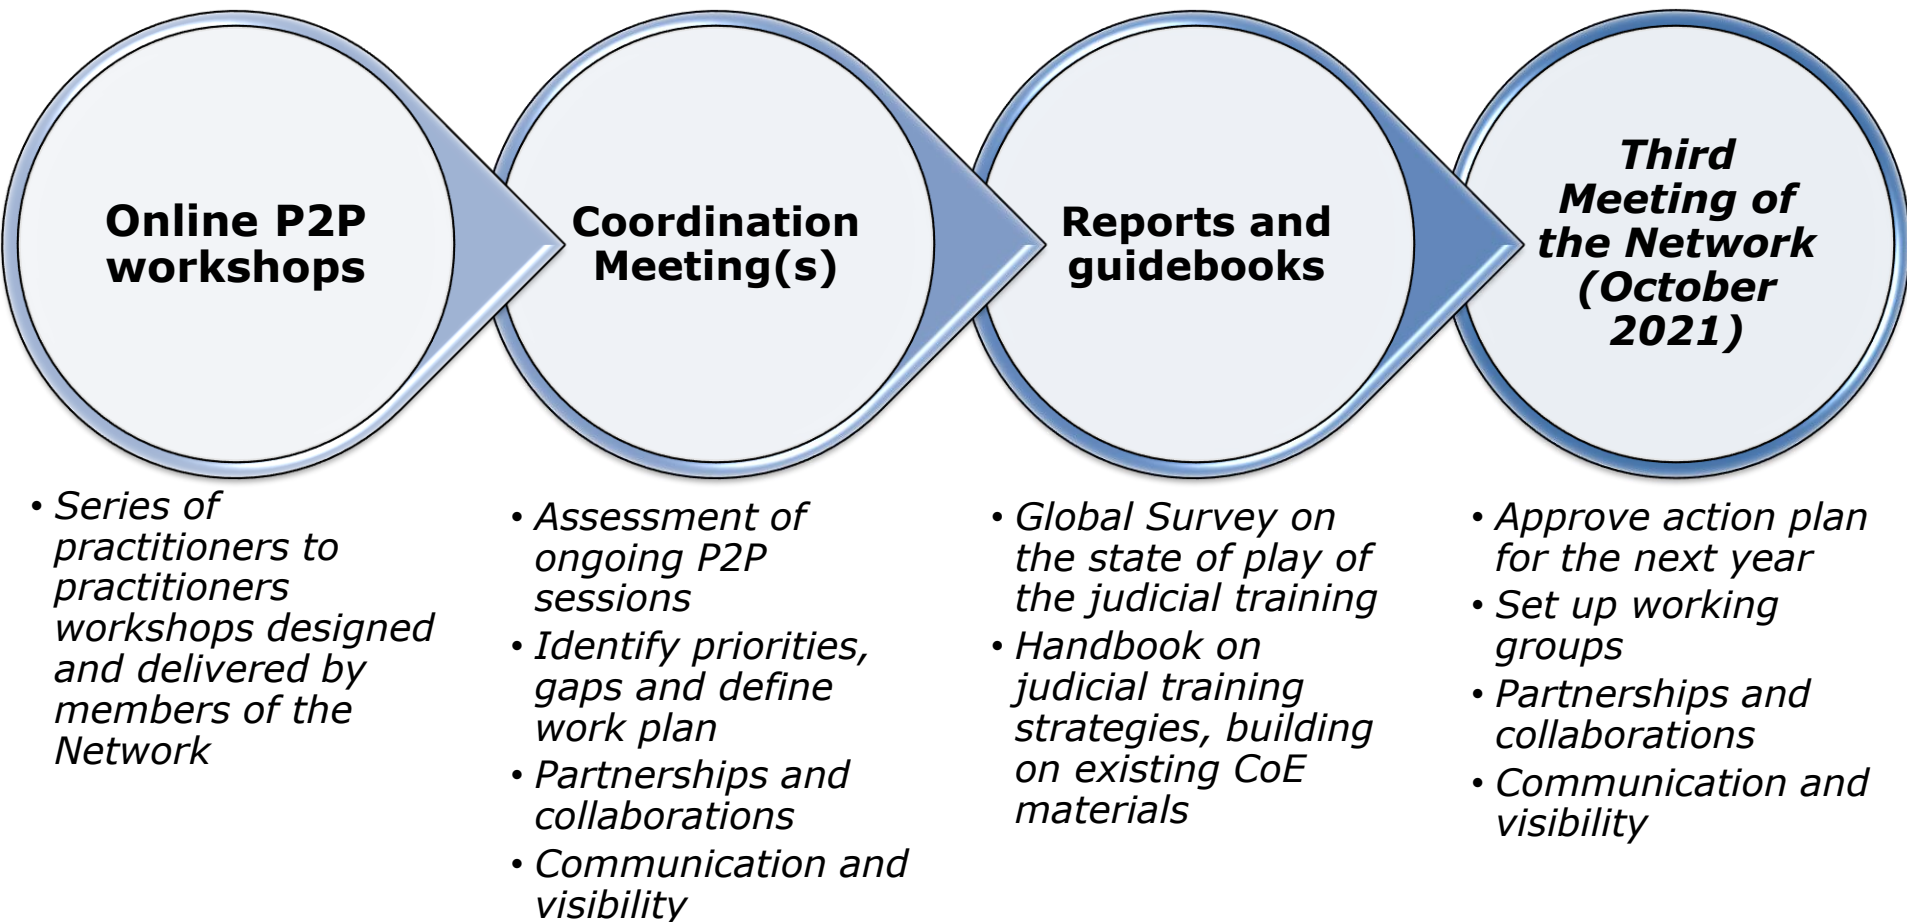 Online P2P
workshops
• Series of
practitioners to
practitioners
workshops designed
and delivered by
members of the
Network
Coordination
Meeting(s)
• Assessment of
ongoing P2P
sessions
• Identify priorities,
gaps and define
work plan
• Partnerships and
collaborations
• Communication and
visibility
Reports and
guidebooks
• Global Survey on
the state of play of
the judicial training
• Handbook on
judicial training
strategies, building
on existing CoE
materials
Third
Meeting of
the Network
(October
2021)
• Approve action plan
for the next year
• Set up working
groups
• Partnerships and
collaborations
• Communication and
visibility